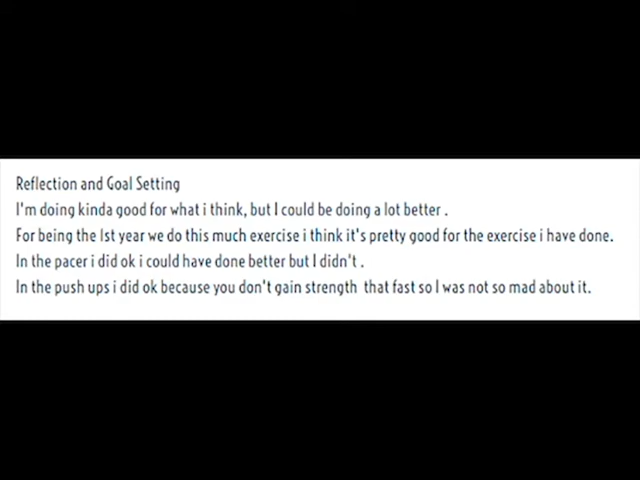 Reflection and Goal Setting
I'm doing kinda good for what i think, but I could be doing a lot better .
For being the 1st year we do this much exercise i think it's pretty good for the exercise i have done.
In the pacer i did ok i could have done better but I didn't .
In the push ups i did ok because you don't gain strength  that fast so I was not so mad about it.